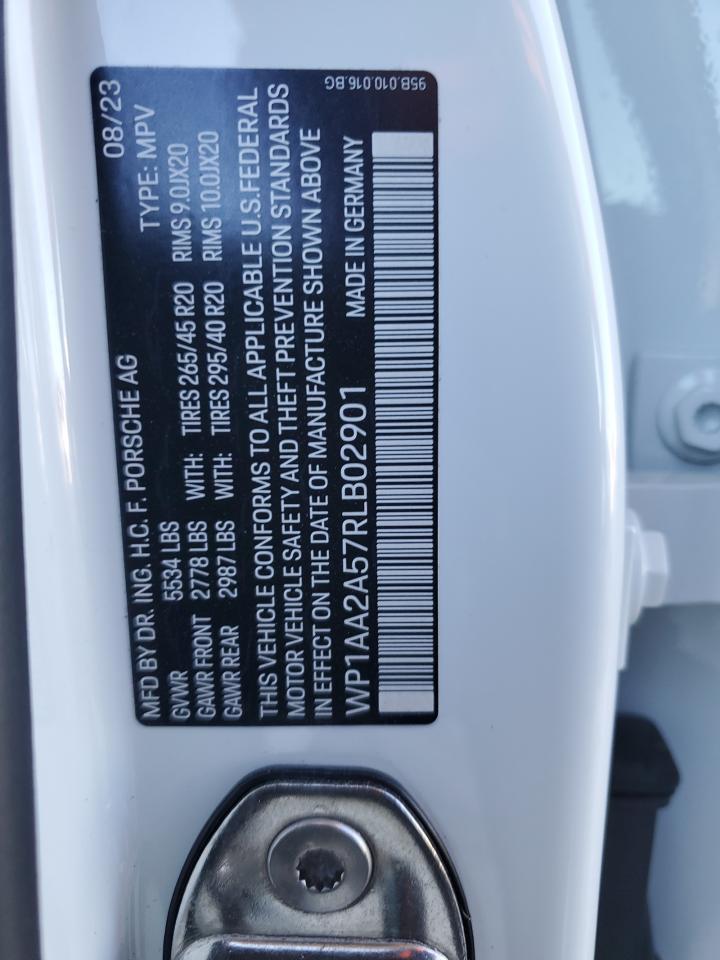 MFD BY DR. ING. H.C. F. PORSCHE AG 08/23
GVWR 5534 LBS TYPE: MPV
GAWR FRONT 2778 LBS WITH: TIRES 265/45 R20 RIMS 9.0JX20
GAWR REAR 2987 LBS WITH: TIRES 295/40 R20 RIMS 10.0JX20
THIS VEHICLE CONFORMS TO ALL APPLICABLE U.S.FEDERAL
MOTOR VEHICLE SAFETY AND THEFT PREVENTION STANDARDS
IN EFFECT ON THE DATE OF MANUFACTURE SHOWN ABOVE
WP1AA2A57RLB02901 MADE IN GERMANY
95B.010.016.BG